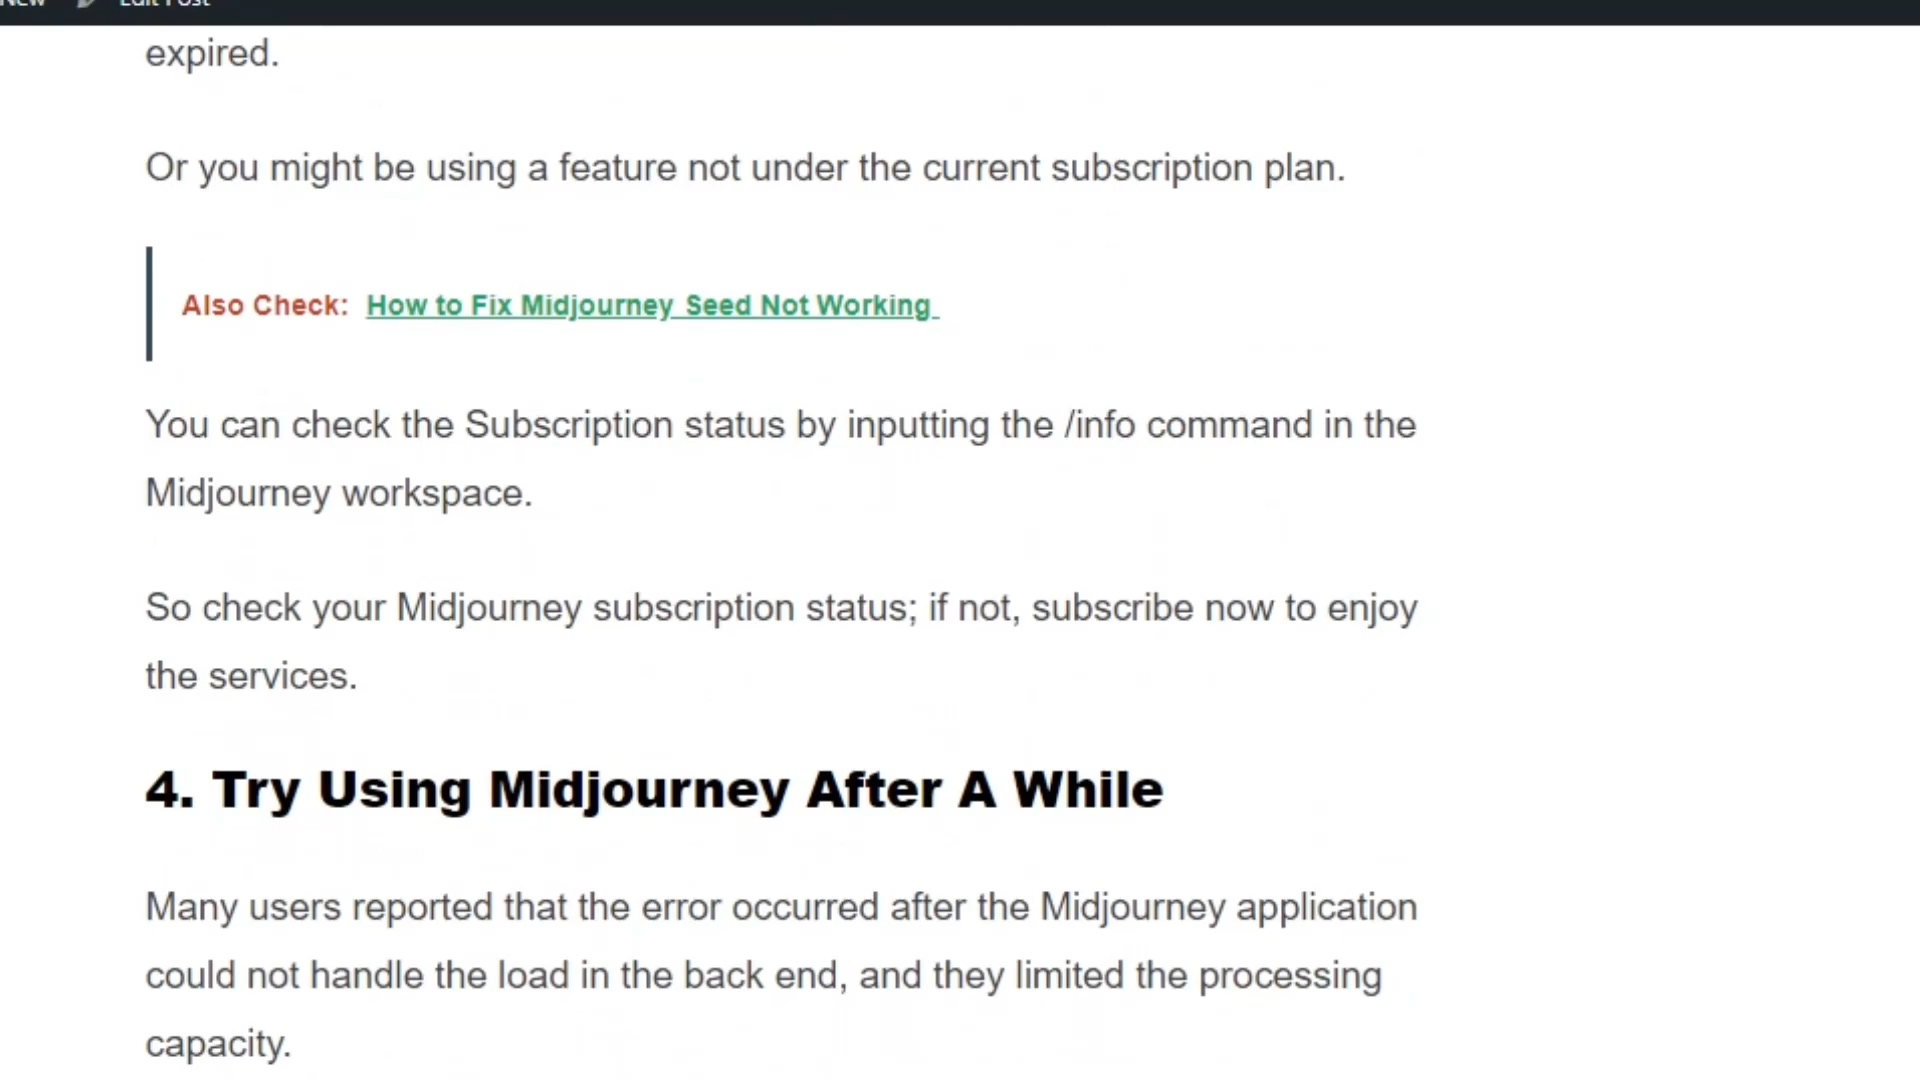 New Edit Post
expired.
Or you might be using a feature not under the current subscription plan.
Also Check: How to Fix Midjourney Seed Not Working
You can check the Subscription status by inputting the /info command in the
Midjourney workspace.
So check your Midjourney subscription status; if not, subscribe now to enjoy
the services.
4. Try Using Midjourney After A While
Many users reported that the error occurred after the Midjourney application
could not handle the load in the back end, and they limited the processing
capacity.